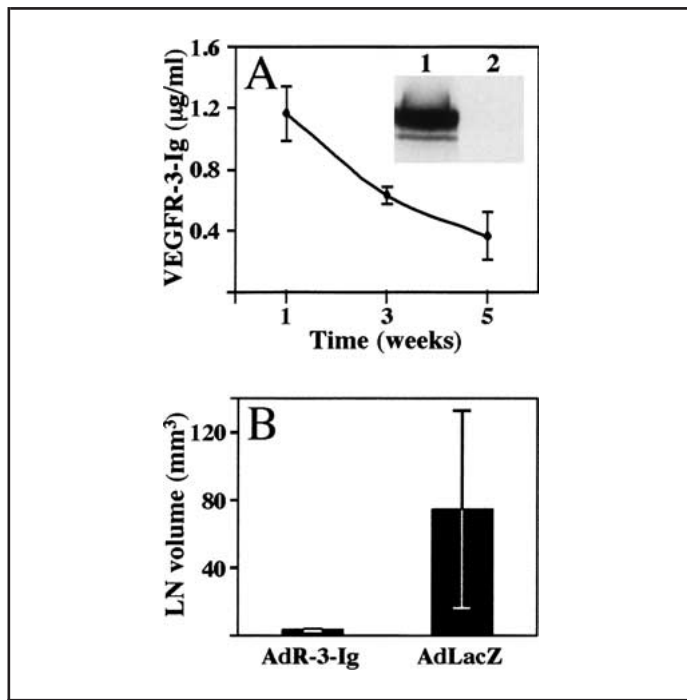 A
1 2
VEGFR-3-Ig (μg/ml)
1.6
1.2
0.8
0.4
1 3 5
Time (weeks)
B
LN volume (mm³)
120
80
40
AdR-3-Ig AdLacZ